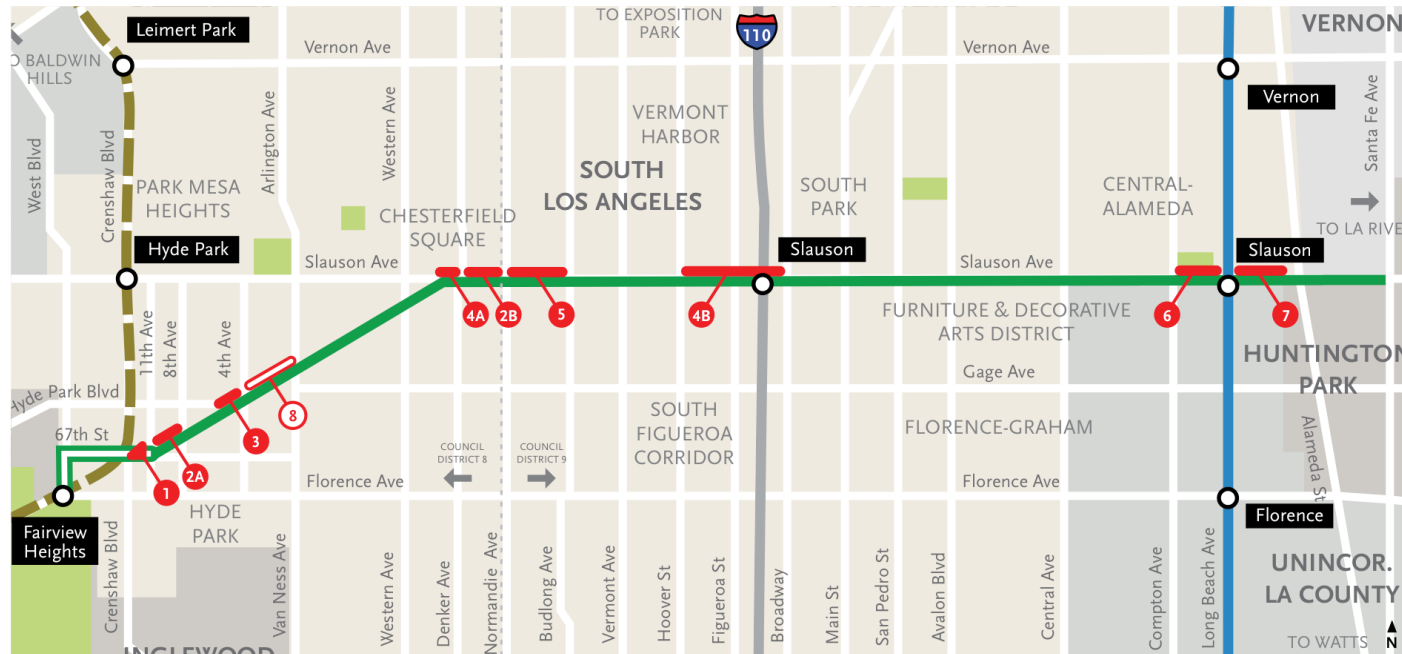 TO EXPOSITION
PARK
110
VERNON
Leimert Park
Vernon Ave
Vernon Ave
O BALDWIN
HILLS
Vernon
Santa Fe Ave
West Blvd
Crenshaw Blvd
Arlington Ave
Western Ave
VERMONT
HARBOR
PARK MESA
HEIGHTS
SOUTH
LOS ANGELES
SOUTH
PARK
CENTRAL-
ALAMEDA
CHESTERFIELD
SQUARE
TO LA RIVE
Hyde Park
Slauson
Slauson
Slauson Ave
Slauson Ave
4A
2B
5
4B
6
7
FURNITURE & DECORATIVE
ARTS DISTRICT
11th Ave
8th Ave
4th Ave
HUNTINGTON
PARK
Gage Ave
Hyde Park Blvd
8
3
67th St
2A
1
SOUTH
FIGUEROA
CORRIDOR
FLORENCE-GRAHAM
Alameda St
COUNCIL
DISTRICT 8
COUNCIL
DISTRICT 9
Florence Ave
Florence Ave
Florence
Fairview
Heights
HYDE
PARK
UNINCOR.
LA COUNTY
Crenshaw Blvd
Van Ness Ave
Western Ave
Denker Ave
Normandie Ave
Budlong Ave
Vermont Ave
Hoover St
Figueroa St
Broadway
Main St
San Pedro St
Avalon Blvd
Central Ave
Compton Ave
Long Beach Ave
TO WATTS
N
INGLEWOOD